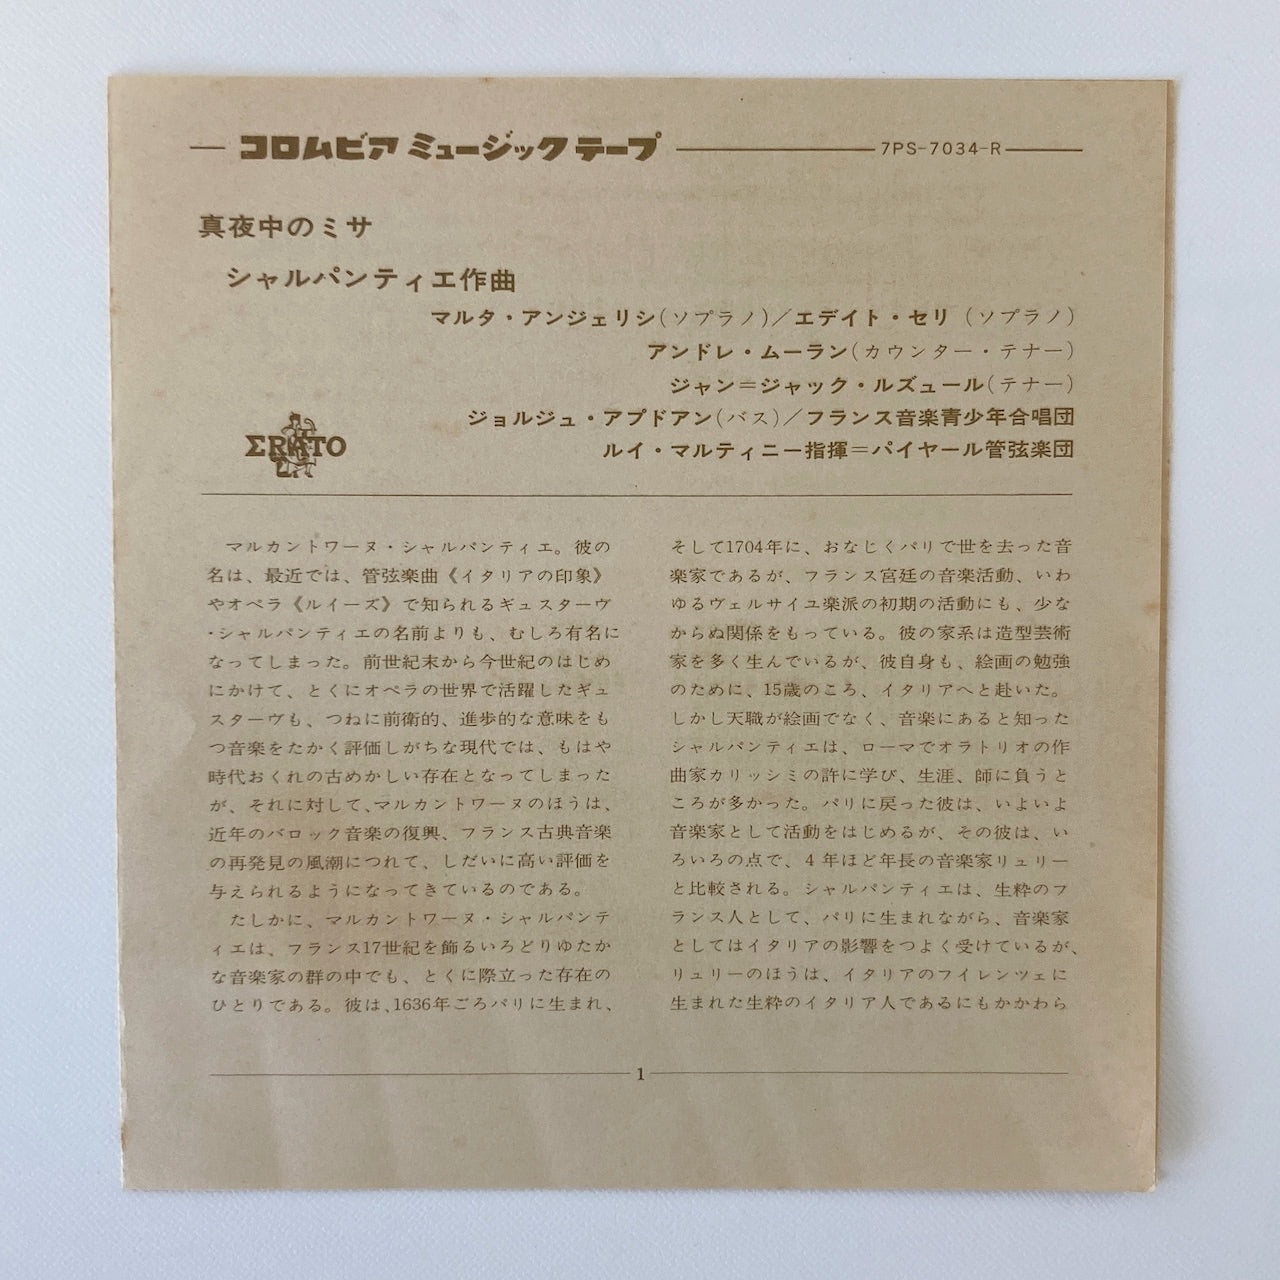 コロムビア ミュージック テープ 7PS-7034-R
真夜中のミサ
シャルパンティエ作曲
マルタ・アンジェリシ(ソプラノ)／エデイト・セリ(ソプラノ)
アンドレ・ムーラン(カウンター・テナー)
ジャン＝ジャック・ルズュール(テナー)
ジョルジュ・アプドアン(バス)／フランス音楽青少年合唱団
ルイ・マルティニー指揮＝パイヤール管弦楽団
ERATO
マルカントワーヌ・シャルパンティエ。彼の
名は、最近では、管弦楽曲《イタリアの印象》
やオペラ《ルイーズ》で知られるギュスターヴ
・シャルパンティエの名前よりも、むしろ有名に
なってしまった。前世紀末から今世紀のはじめ
にかけて、とくにオペラの世界で活躍したギュ
スターヴも、つねに前衛的、進歩的な意味をも
つ音楽をたかく評価しがちな現代では、もはや
時代おくれの古めかしい存在となってしまった
が、それに対して、マルカントワーヌのほうは、
近年のバロック音楽の復興、フランス古典音楽
の再発見の風潮につれて、しだいに高い評価を
与えられるようになってきているのである。
たしかに、マルカントワーヌ・シャルパンテ
ィエは、フランス17世紀を飾るいろどりゆたか
な音楽家の群の中でも、とくに際立った存在の
ひとりである。彼は、1636年ごろパリに生まれ、
そして1704年に、おなじくパリで世を去った音
楽家であるが、フランス宮廷の音楽活動、いわ
ゆるヴェルサイユ楽派の初期の活動にも、少な
からぬ関係をもっている。彼の家系は造型芸術
家を多く生んでいるが、彼自身も、絵画の勉強
のために、15歳のころ、イタリアへと赴いた。
しかし天職が絵画でなく、音楽にあると知った
シャルパンティエは、ローマでオラトリオの作
曲家カリッシミの許に学び、生涯、師に負うと
ころが多かった。パリに戻った彼は、いよいよ
音楽家として活動をはじめるが、その彼は、い
ろいろの点で、4年ほど年長の音楽家リュリー
と比較される。シャルパンティエは、生粋のフ
ランス人として、パリに生まれながら、音楽家
としてはイタリアの影響をつよく受けているが、
リュリーのほうは、イタリアのフイレンツェに
生まれた生粋のイタリア人であるにもかかわら
1